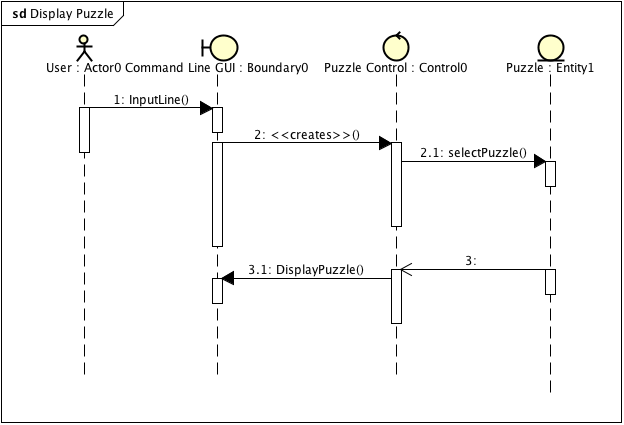 sd Display Puzzle
User : Actor0 Command Line GUI : Boundary0 Puzzle Control : Control0 Puzzle : Entity1
1: InputLine()
2: <<creates>>()
2.1: selectPuzzle()
3:
3.1: DisplayPuzzle()